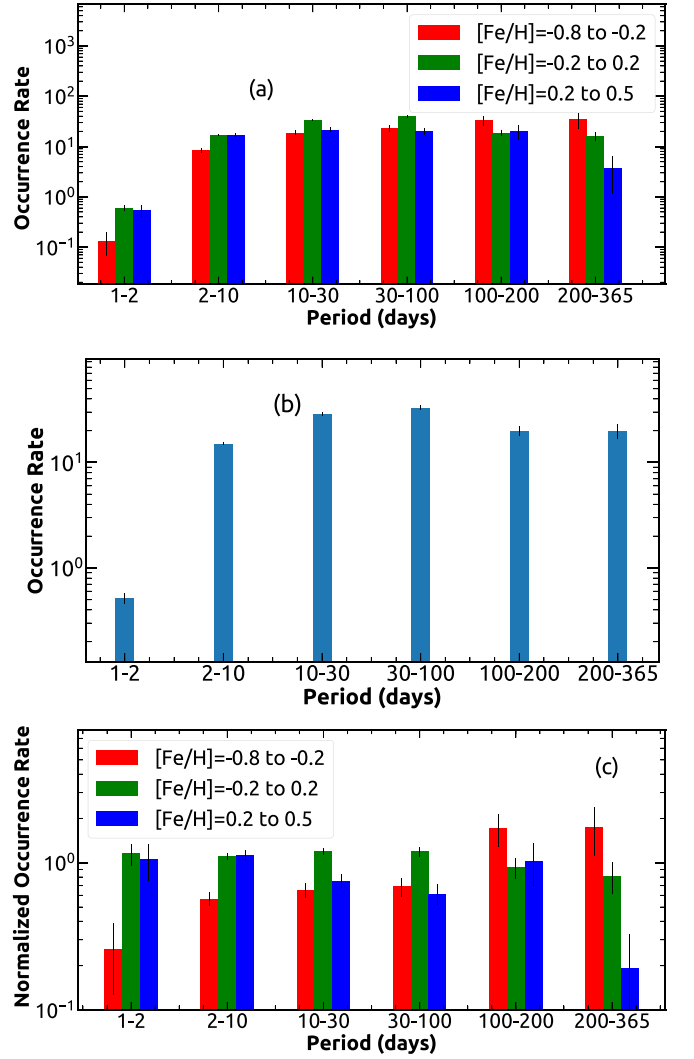 10³
10²
10¹
10⁰
10⁻¹
Occurrence Rate
(a)
[Fe/H]=-0.8 to -0.2
[Fe/H]=-0.2 to 0.2
[Fe/H]=0.2 to 0.5
1-2 2-10 10-30 30-100 100-200 200-365
Period (days)
10¹
10⁰
Occurrence Rate
(b)
1-2 2-10 10-30 30-100 100-200 200-365
Period (days)
10⁰
10⁻¹
Normalized Occurrence Rate
[Fe/H]=-0.8 to -0.2
[Fe/H]=-0.2 to 0.2
[Fe/H]=0.2 to 0.5
(c)
1-2 2-10 10-30 30-100 100-200 200-365
Period (days)